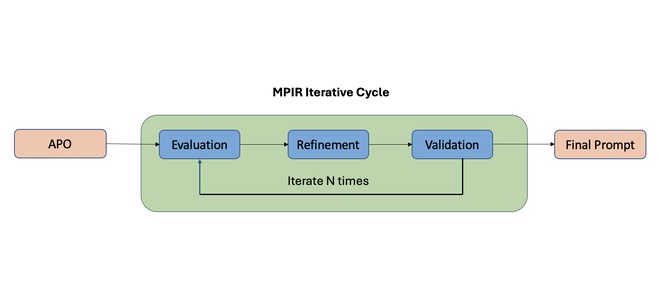 MPIR Iterative Cycle
APO
Evaluation
Refinement
Validation
Final Prompt
Iterate N times